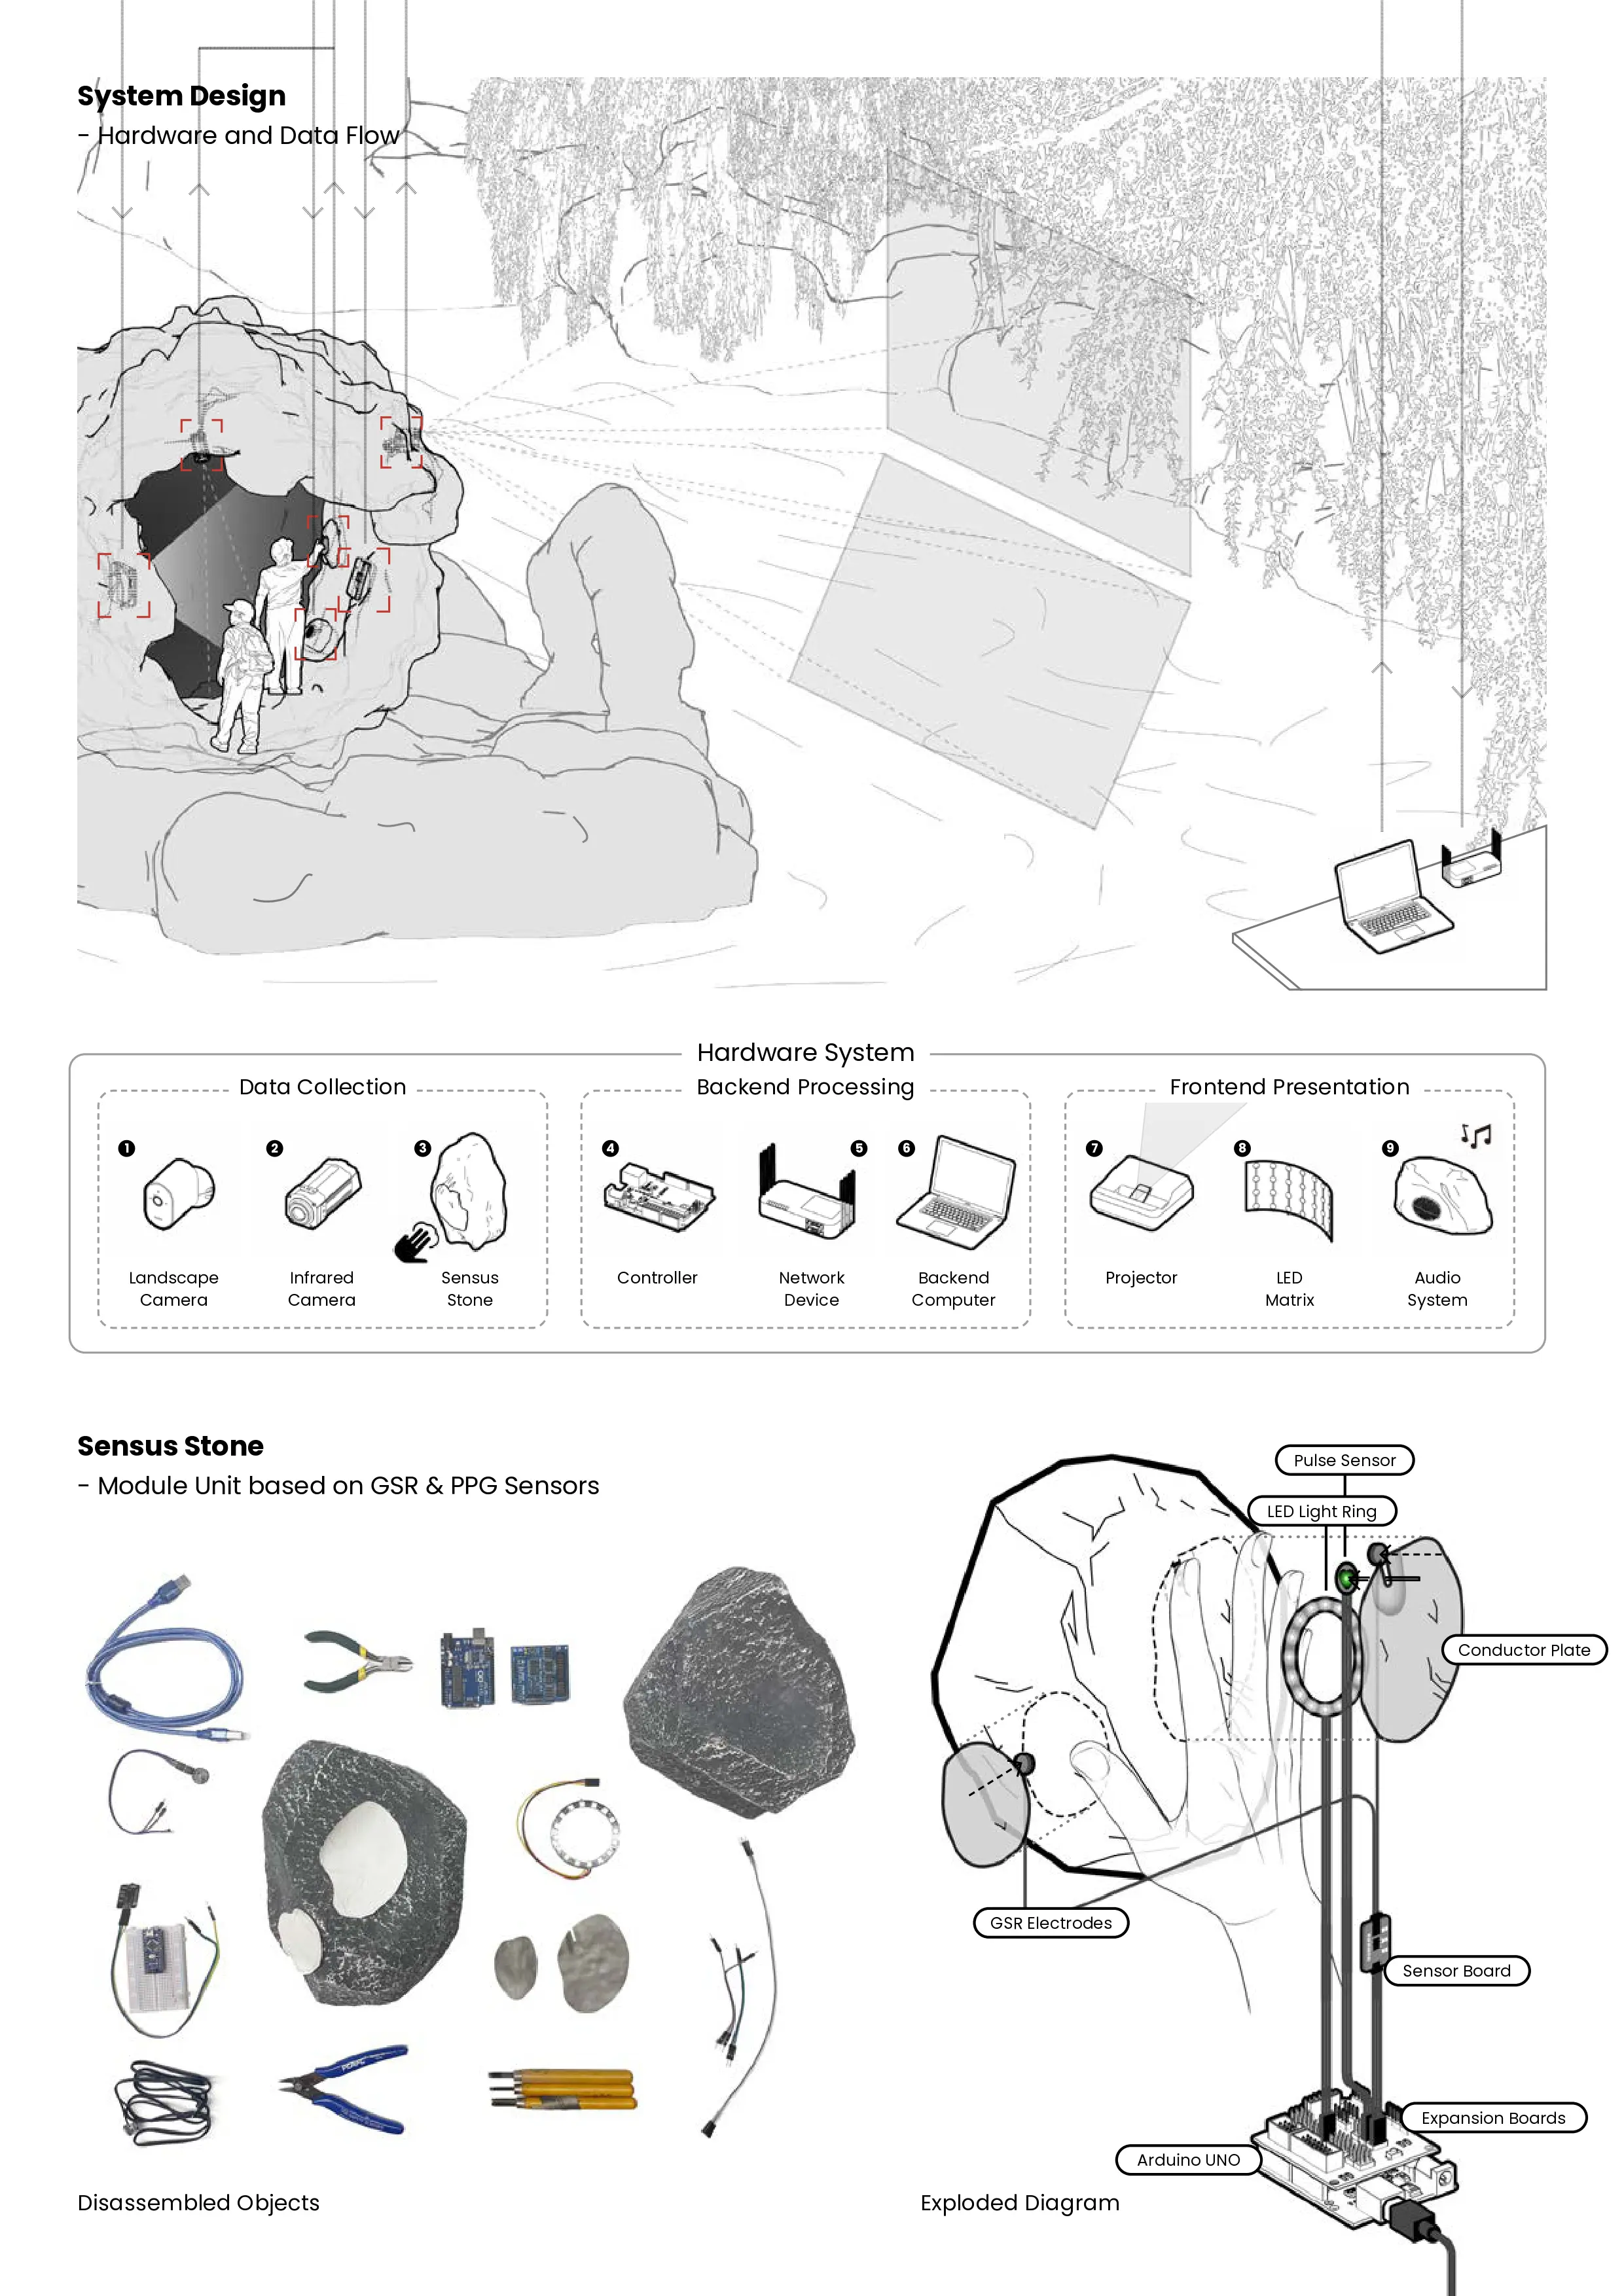 System Design
- Hardware and Data Flow
Hardware System
Data Collection
Backend Processing
Frontend Presentation
1
2
3
4
5
6
7
8
9
Landscape
Camera
Infrared
Camera
Sensus
Stone
Controller
Network
Device
Backend
Computer
Projector
LED
Matrix
Audio
System
Sensus Stone
- Module Unit based on GSR & PPG Sensors
Pulse Sensor
LED Light Ring
Conductor Plate
GSR Electrodes
Sensor Board
Expansion Boards
Arduino UNO
Disassembled Objects
Exploded Diagram